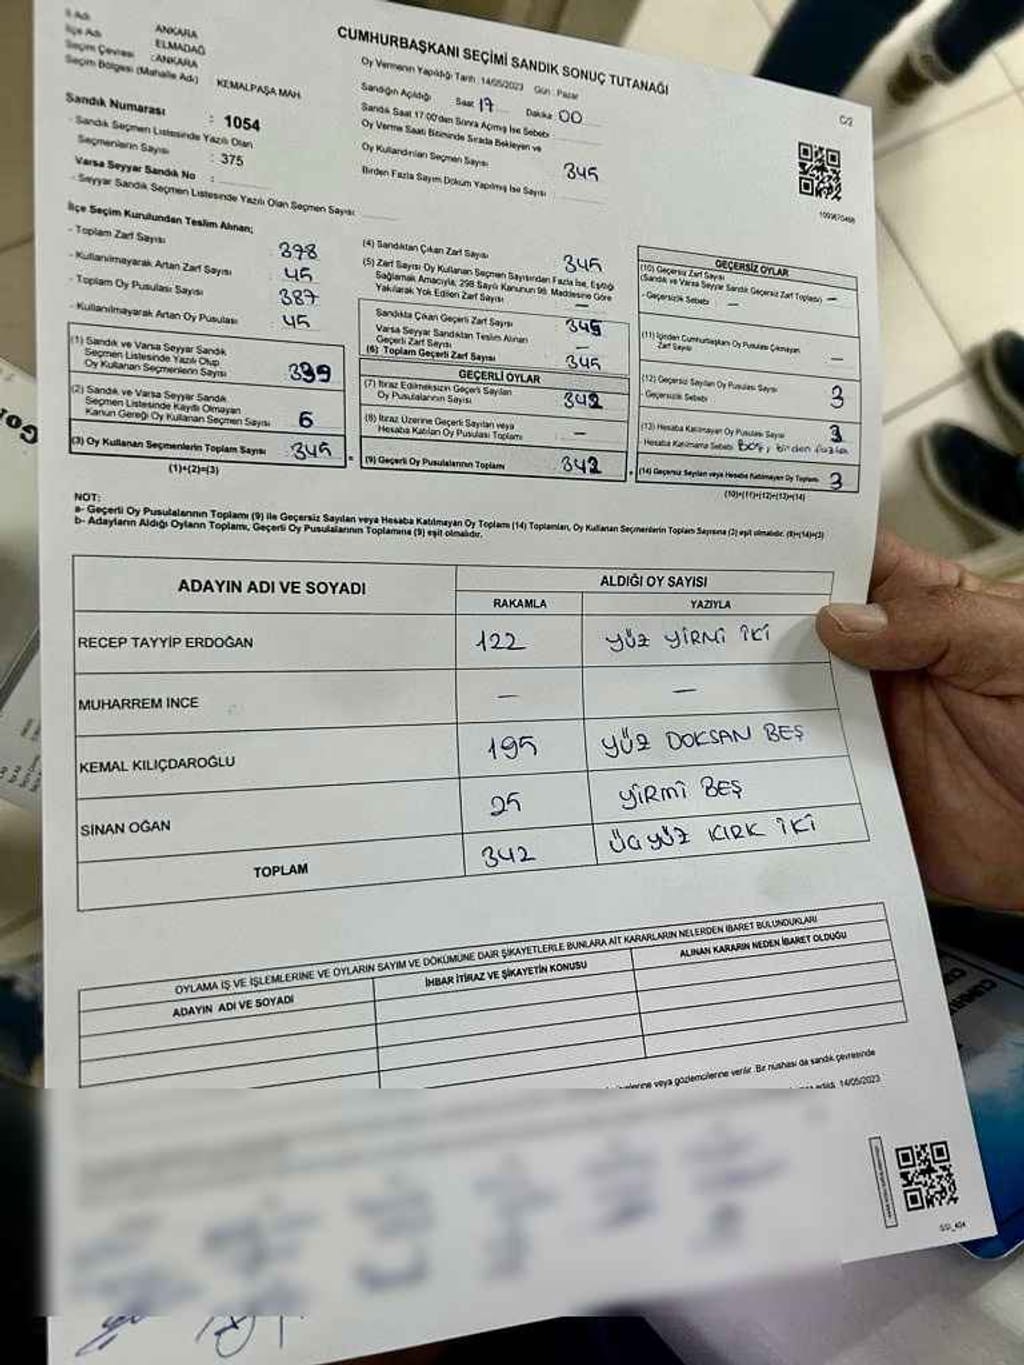 İl Adı ANKARA
İlçe Adı ELMADAĞ
Seçim Çevresi :ANKARA
Seçim Bölgesi (Mahalle Adı) KEMALPAŞA MAH.
Sandık Numarası : 1054
- Sandık Seçmen Listesinde Yazılı Olan
Seçmenlerin Sayısı : 375
Varsa Seyyar Sandık No :
- Seyyar Sandık Seçmen Listesinde Yazılı Olan Seçmen Sayısı
CUMHURBAŞKANI SEÇİMİ SANDIK SONUÇ TUTANAĞI
Oy Vermenin Yapıldığı Tarih: 14/05/2023 Gün: Pazar
Sandığın Açıldığı Saat 17 Dakika: 00
Sandık Saat 17.00'den Sonra Açmış İse Sebebi
Oy Verme Saati Bitiminde Sırada Bekleyen ve
Oy Kullandırılan Seçmen Sayısı 345
Birden Fazla Sayım Döküm Yapılmış İse Sayısı
C/2
İlçe Seçim Kurulundan Teslim Alınan;
- Toplam Zarf Sayısı 378
- Kullanılmayarak Artan Zarf Sayısı 45
- Toplam Oy Pusulası Sayısı 387
- Kullanılmayarak Artan Oy Pusulası 45
(1) Sandık ve Varsa Seyyar Sandık
Seçmen Listesinde Yazılı Olup
Oy Kullanan Seçmenlerin Sayısı 339
(2) Sandık ve Varsa Seyyar Sandık
Seçmen Listesinde Kayıtlı Olmayan
Kanun Gereği Oy Kullanan Seçmen Sayısı 6
(3) Oy Kullanan Seçmenlerin Toplam Sayısı 345
(1)+(2)=(3)
(4) Sandıktan Çıkan Zarf Sayısı 345
(5) Zarf Sayısı Oy Kullanan Seçmen Sayısından Fazla İse, Eşitliği
Sağlamak Amacıyla, 298 Sayılı Kanunun 98. Maddesine Göre
Yakılarak Yok Edilen Zarf Sayısı —
Sandıkta Çıkan Geçerli Zarf Sayısı 345
Varsa Seyyar Sandıktan Teslim Alınan
Geçerli Zarf Sayısı —
(6) Toplam Geçerli Zarf Sayısı 345
GEÇERLİ OYLAR
(7) İtiraz Edilmeksizin Geçerli Sayılan
Oy Pusulasının Sayısı 342
(8) İtiraz Üzerine Geçerli Sayılan veya
Hesaba Katılan Oy Pusulası Toplamı —
(9) Geçerli Oy Pusulalarının Toplamı 342
GEÇERSİZ OYLAR
(10) Geçersiz Zarf Sayısı
(Sandık ve Varsa Seyyar Sandık Geçersiz Zarf Toplamı) —
- Geçersizlik Sebebi: —
(11) İçinden Cumhurbaşkanı Oy Pusulası Çıkmayan
Zarf Sayısı —
(12) Geçersiz Sayılan Oy Pusulası Sayısı 3
- Geçersizlik Sebebi:
(13) Hesaba Katılmayan Oy Pusulası Sayısı 3
Hesaba Katılmama Sebebi: Boş, birden fazla
(14) Geçersiz Sayılan veya Hesaba Katılmayan Oy Toplamı 3
(10)+(11)+(12)+(13)=(14)
NOT:
a- Geçerli Oy Pusulalarının Toplamı (9) ile Geçersiz Sayılan veya Hesaba Katılmayan Oy Toplamı (14) Toplamları, Oy Kullanan Seçmenlerin Toplam Sayısına (3) eşit olmalıdır. (9)+(14)=(3)
b- Adayların Aldığı Oyların Toplamı, Geçerli Oy Pusulalarının Toplamına (9) eşit olmalıdır.
ADAYIN ADI VE SOYADI ALDIĞI OY SAYISI
RAKAMLA YAZIYLA
RECEP TAYYİP ERDOĞAN 122 YÜZ YİRMİ İKİ
MUHARREM İNCE — —
KEMAL KILIÇDAROĞLU 195 YÜZ DOKSAN BEŞ
SİNAN OĞAN 25 YİRMİ BEŞ
TOPLAM 342 ÜÇ YÜZ KIRK İKİ
OYLAMA İŞ VE İŞLEMLERİNE VE OYLARIN SAYIM VE DÖKÜMÜNE DAİR ŞİKAYETLERLE BUNLARA AİT KARARLARIN NELERDEN İBARET BULUNDUKLARI
ADAYIN ADI VE SOYADI İHBAR İTİRAZ VE ŞİKAYETİN KONUSU ALINAN KARARIN NEDEN İBARET OLDUĞU
veya gözlemcilerine verilir. Bir nüshası da sandık çevresinde
14/05/2023